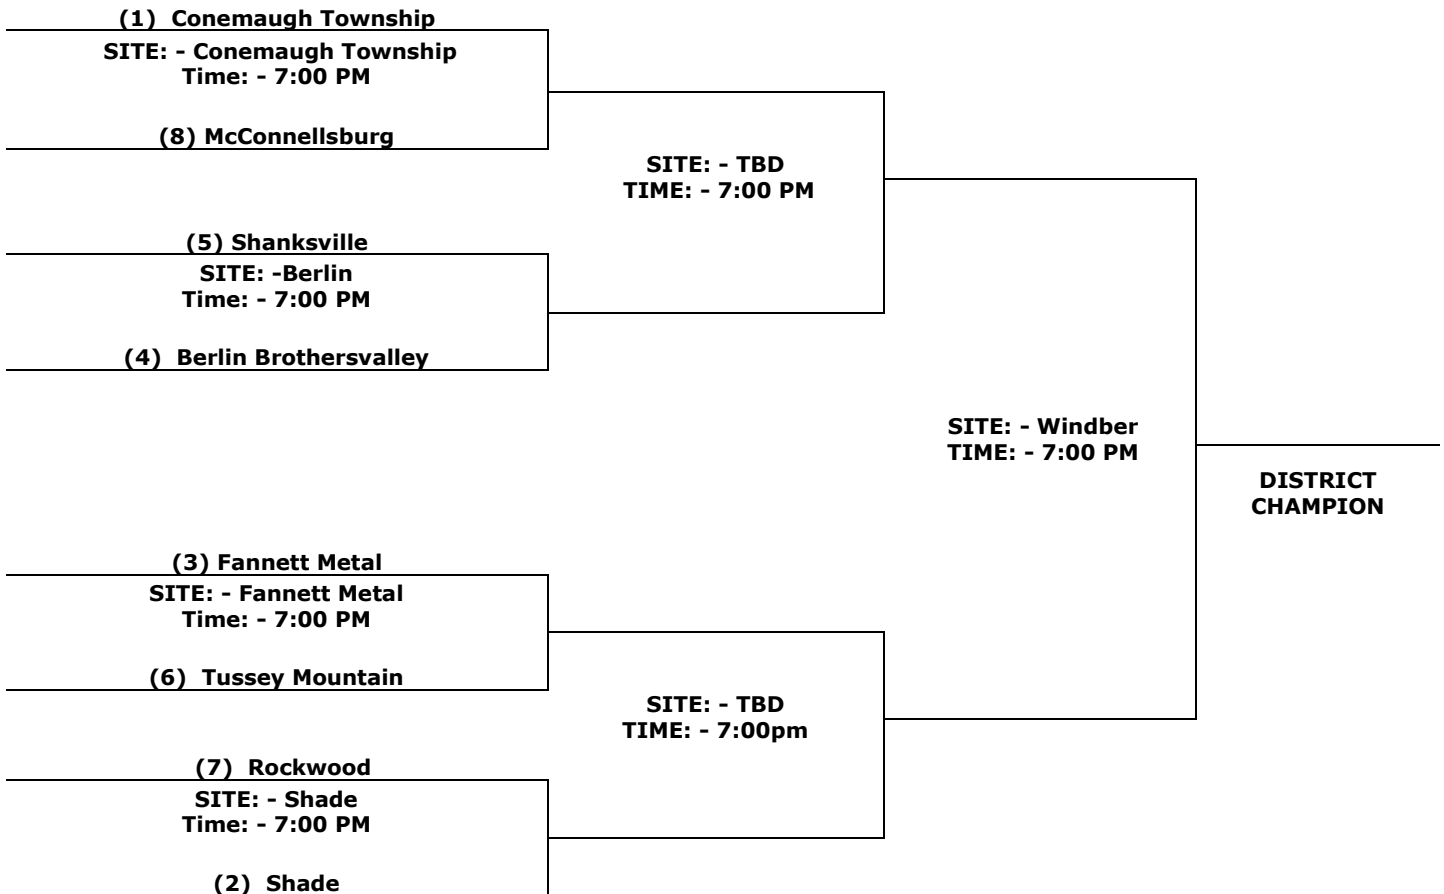 (1)  Conemaugh Township
SITE: - Conemaugh Township
Time: - 7:00 PM
(8) McConnellsburg
SITE: - TBD
TIME: - 7:00 PM
(5) Shanksville
SITE: -Berlin
Time: - 7:00 PM
(4)  Berlin Brothersvalley
SITE: - Windber
TIME: - 7:00 PM
DISTRICT
CHAMPION
(3) Fannett Metal
SITE: - Fannett Metal
Time: - 7:00 PM
(6)  Tussey Mountain
SITE: - TBD
TIME: - 7:00pm
(7)  Rockwood
SITE: - Shade
Time: - 7:00 PM
(2)  Shade